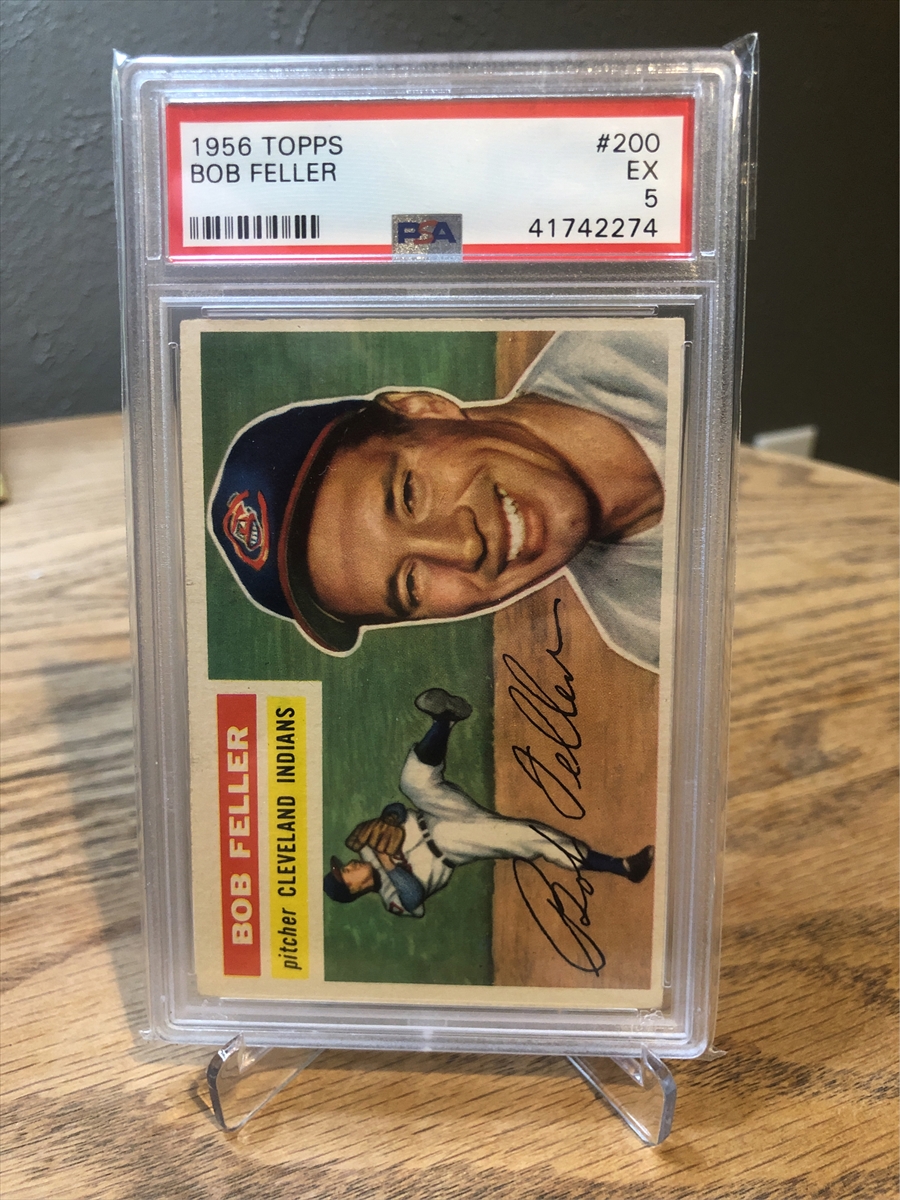 1956 TOPPS #200
BOB FELLER EX
5
PSA 41742274
BOB FELLER
pitcher CLEVELAND INDIANS
Bob Feller